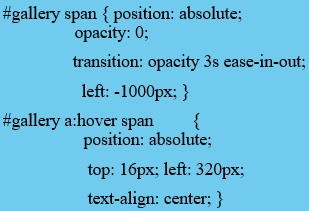 #gallery span { position: absolute;
opacity: 0;
transition: opacity 3s ease-in-out;
left: -1000px; }
#gallery a:hover span {
position: absolute;
top: 16px; left: 320px;
text-align: center; }